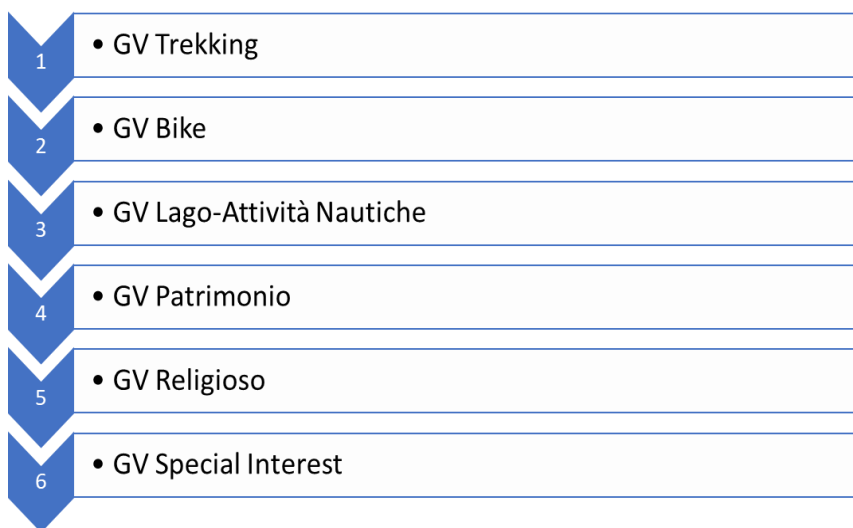 1
• GV Trekking
2
• GV Bike
3
• GV Lago-Attività Nautiche
4
• GV Patrimonio
5
• GV Religioso
6
• GV Special Interest